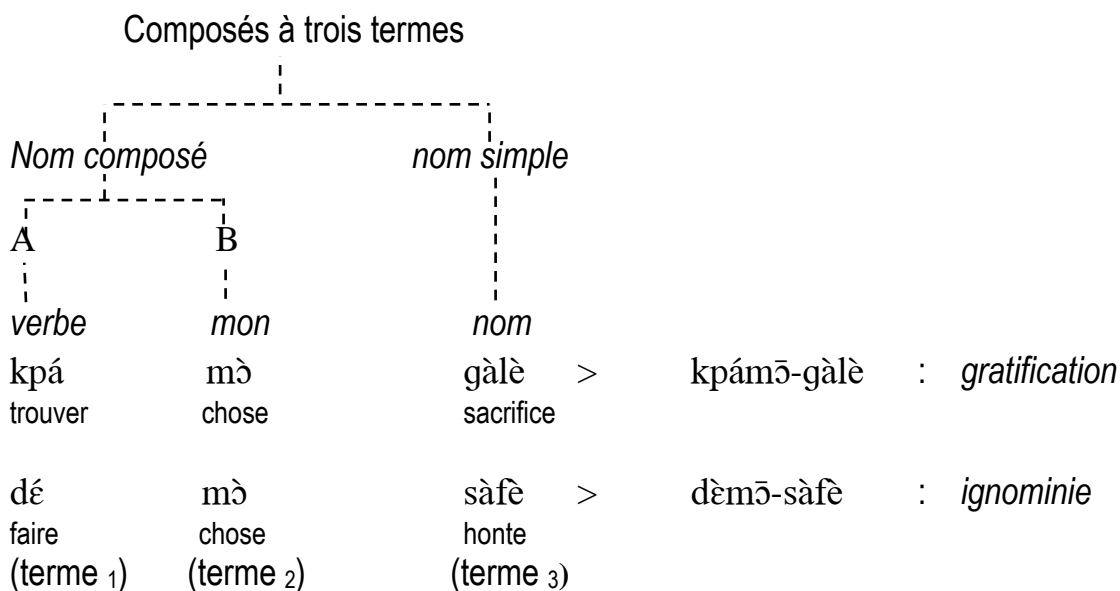 Composés à trois termes
Nom composé nom simple
A B
verbe mon nom
kpá mɔ̀ gàlè > kpámɔ̄-gàlè : gratification
trouver chose sacrifice
dɛ́ mɔ̀ sàfè > dɛ̀mɔ̄-sàfè : ignominie
faire chose honte
(terme 1) (terme 2) (terme 3)